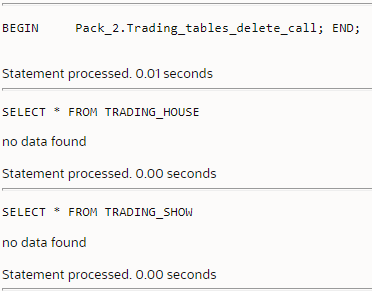 BEGIN     Pack_2.Trading_tables_delete_call; END;
Statement processed. 0.01 seconds
SELECT * FROM TRADING_HOUSE
no data found
Statement processed. 0.00 seconds
SELECT * FROM TRADING_SHOW
no data found
Statement processed. 0.00 seconds